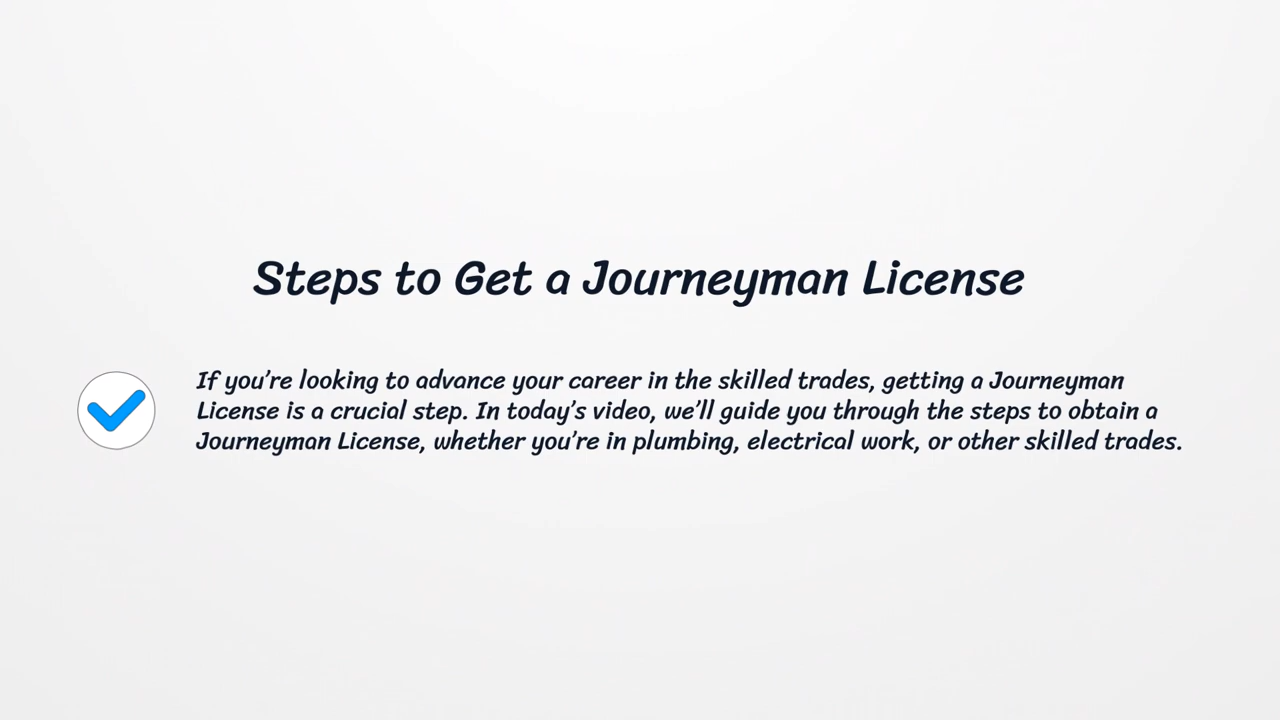 Steps to Get a Journeyman License
If you’re looking to advance your career in the skilled trades, getting a Journeyman
License is a crucial step. In today’s video, we’ll guide you through the steps to obtain a
Journeyman License, whether you’re in plumbing, electrical work, or other skilled trades.